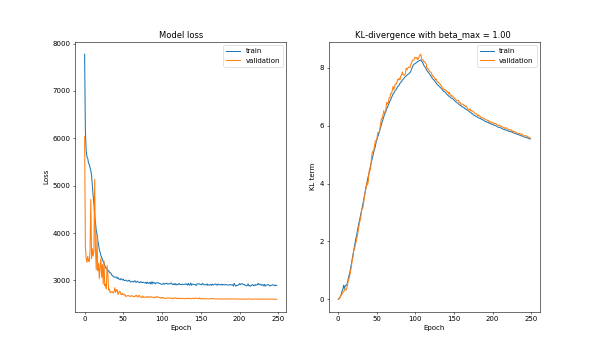 Model loss
8000
7000
6000
5000
4000
3000
Loss
0
50
100
150
200
250
Epoch
train
validation
KL-divergence with beta_max = 1.00
8
6
4
2
0
KL term
0
50
100
150
200
250
Epoch
train
validation